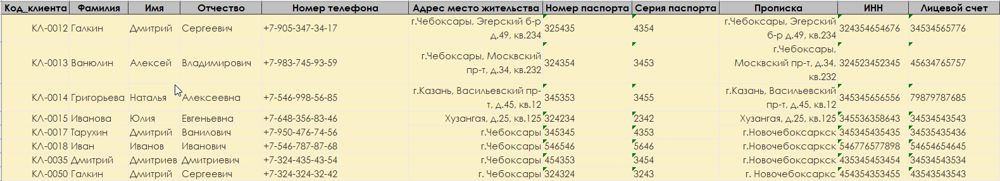 Код_клиента Фамилия Имя Отчество Номер телефона Адрес место жительства Номер паспорта Серия паспорта Прописка ИНН Лицевой счет
КЛ-0012 Галкин Дмитрий Сергеевич +7-905-347-34-17 г.Чебоксары, Эгерский б-р д.49, кв.234 325435 4354 г.Чебоксары, Эгерский б-р д.49, кв.234 324354654676 34534565776
КЛ-0013 Ванюлин Алексей Владимирович +7-983-745-93-59 г.Чебоксары, Москвский пр-т, д.34, кв.232 324354 3453 г.Чебоксары, Москвский пр-т, д.34, кв.232 324523452345 45634765757
КЛ-0014 Григорьева Наталья Алексеевна +7-546-998-56-85 г.Казань, Васильевский пр-т, д.45, кв.12 345353 3455 г.Казань, Васильевский пр-т, д.45, кв.12 345345656556 79879787685
КЛ-0015 Иванова Юлия Евгеньевна +7-648-356-83-46 Хузангая, д.25, кв.125 324234 2342 Хузангая, д.25, кв.125 345536358643 34534543543
КЛ-0017 Тарухин Дмитрий Ванилович +7-950-476-74-56 г.Чебоксары 345345 4353 г.Новочебоксаркск 345345435435 34535435436
КЛ-0018 Иван Иванов Иванович +7-546-787-87-68 г.Чебоксары 546546 5646 г.Новочебоксаркск 546776577898 54654654645
КЛ-0035 Дмитрий Дмитриев Дмитриевич +7-324-435-43-54 г.Чебоксары 454353 3454 г.Новочебоксаркск 435345453454 34534543534
КЛ-0050 Галкин Дмитрий Сергеевич +7-324-324-32-42 г. Чебоксары 324324 3243 г. Новочебоксаркс 454354353455 43543543543